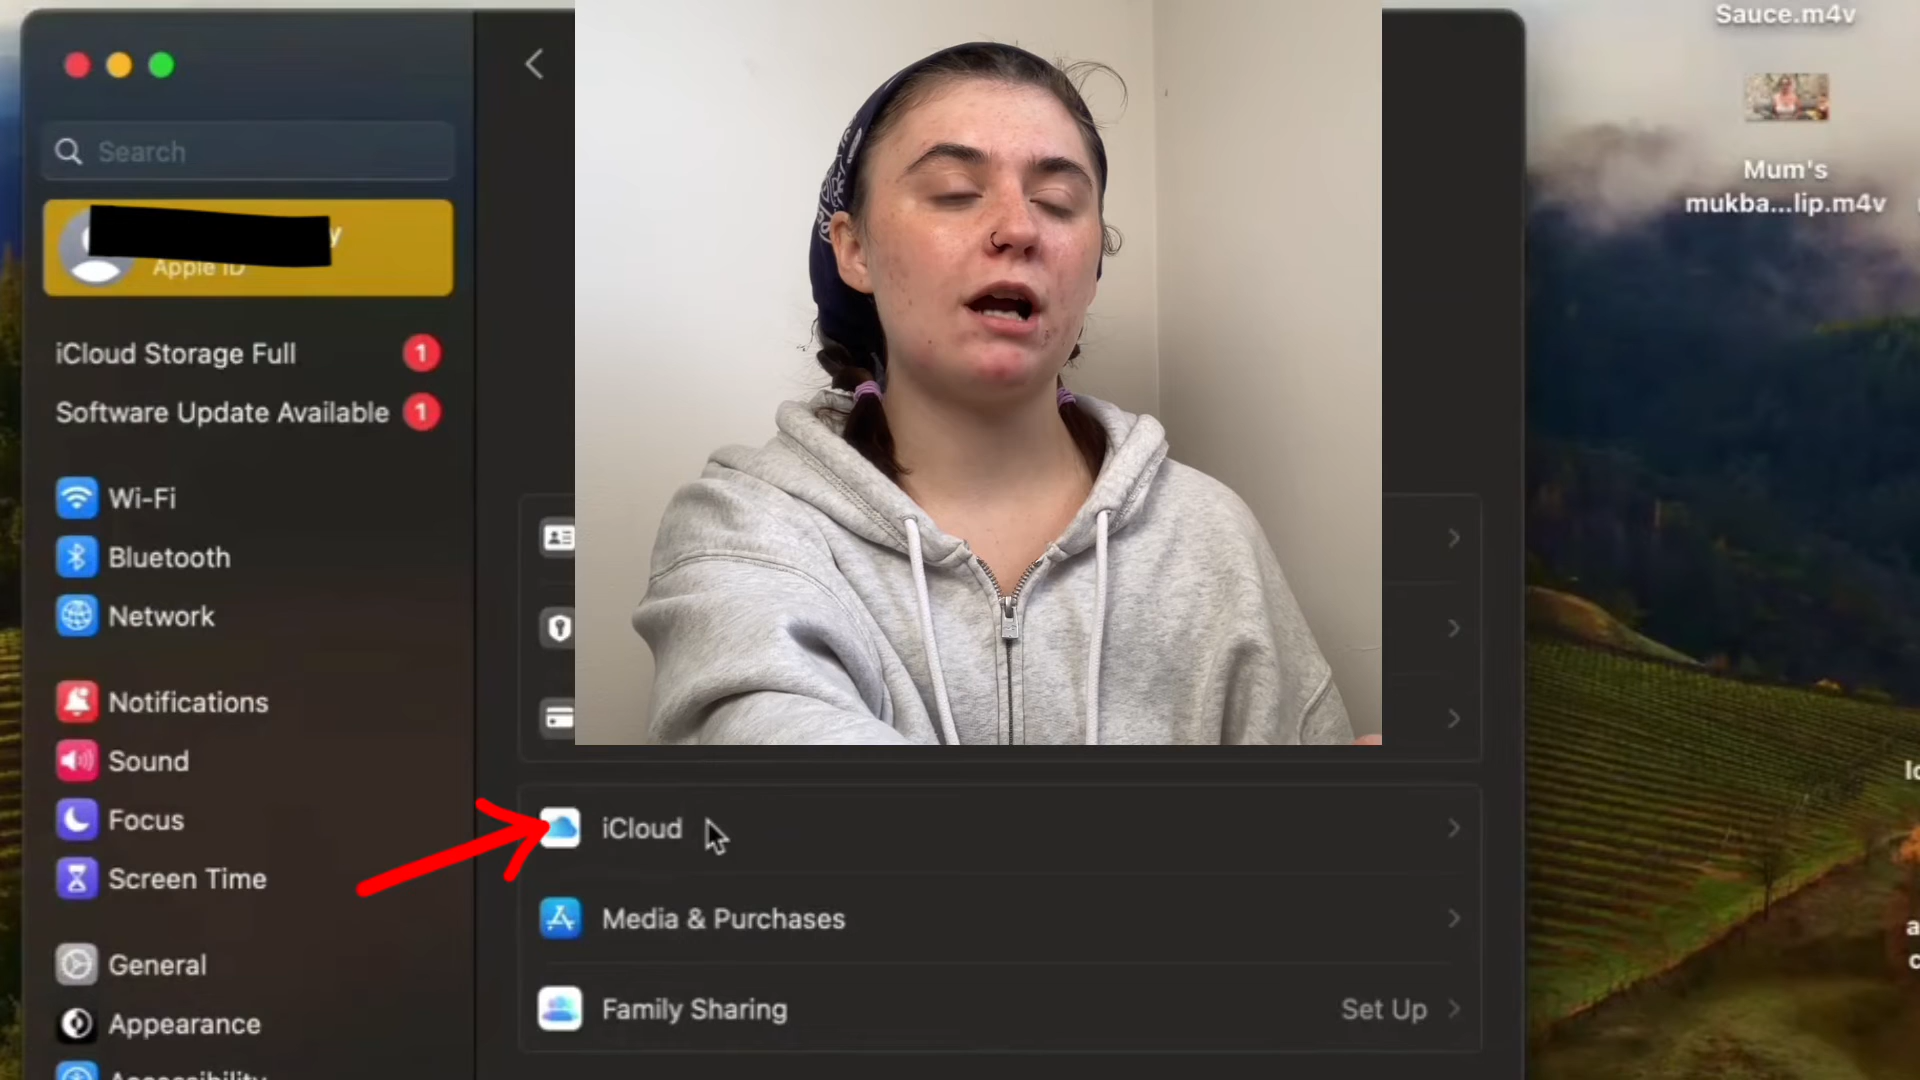 Search
Apple ID
iCloud Storage Full 1
Software Update Available 1
Wi-Fi
Bluetooth
Network
Notifications
Sound
Focus
Screen Time
General
Appearance
Accessibility
iCloud
Media & Purchases
Family Sharing
Set Up
Sauce.m4v
Mum's
mukba...lip.m4v